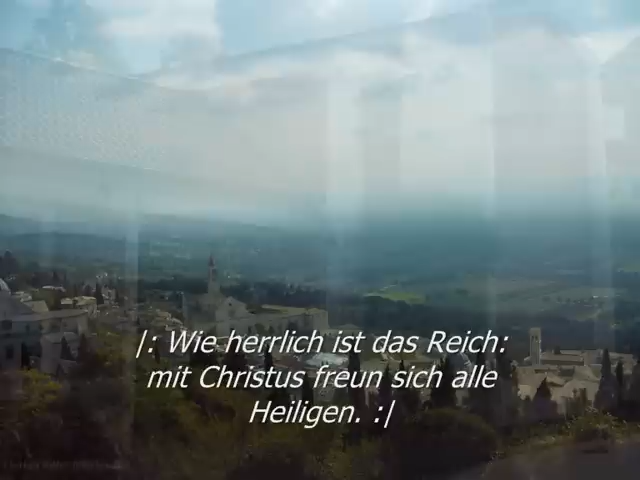 |: Wie herrlich ist das Reich:
mit Christus freun sich alle
Heiligen. :|